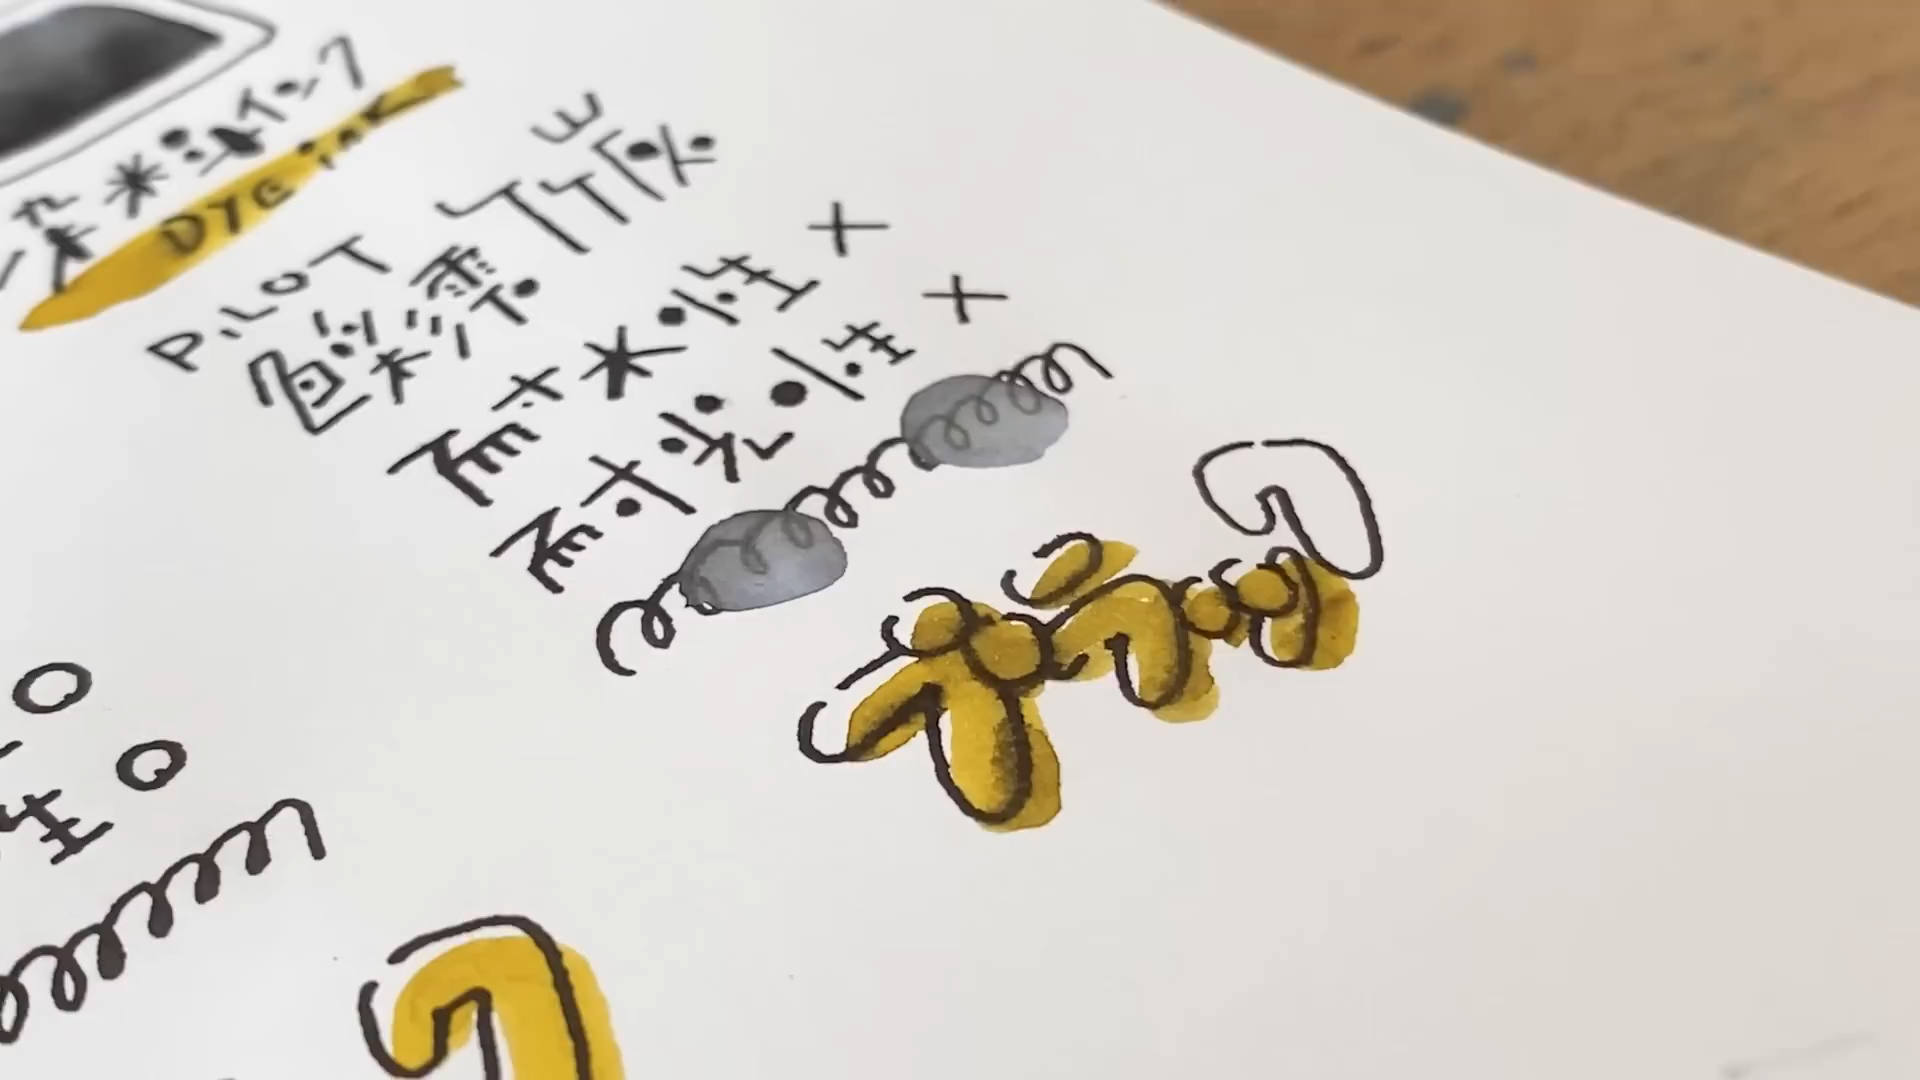 染料インク
DYE ink
PILOT
色彩雫 竹炭
耐水性 ×
耐光性 ×
○
性 ○